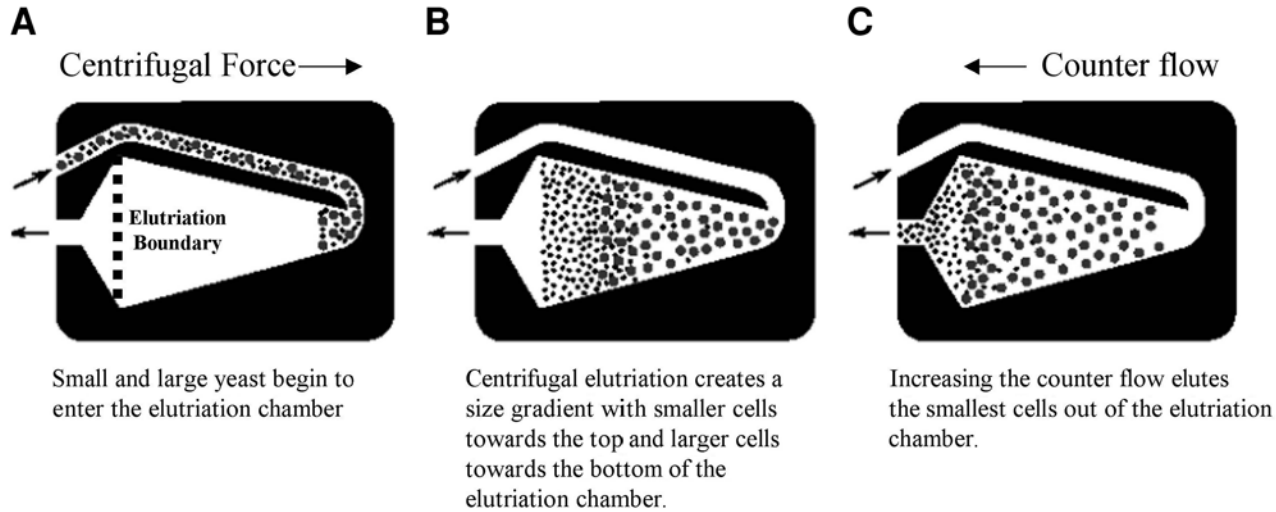 A
B
C
Centrifugal Force
Counter flow
Elutriation
Boundary
Small and large yeast begin to
enter the elutriation chamber
Centrifugal elutriation creates a
size gradient with smaller cells
towards the top and larger cells
towards the bottom of the
elutriation chamber.
Increasing the counter flow elutes
the smallest cells out of the elutriation
chamber.